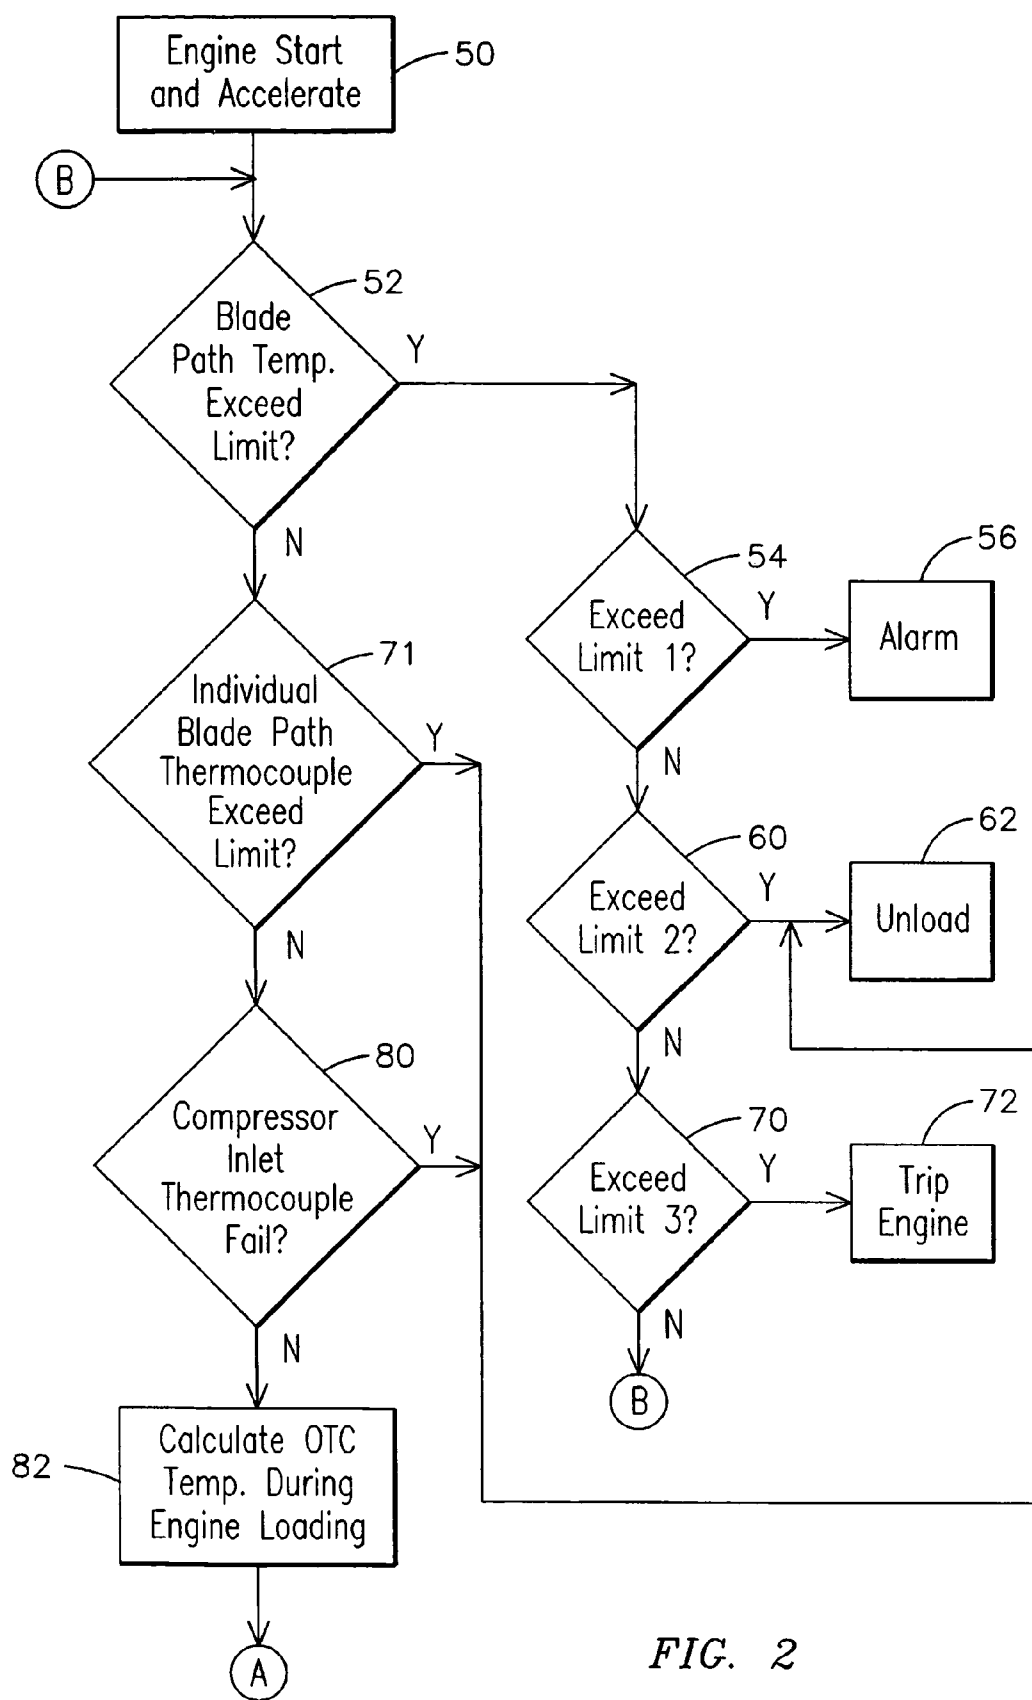 Engine Start
and Accelerate
50
B
52
Blade
Path Temp.
Exceed
Limit?
Y
N
54
Exceed
Limit 1?
Y
N
56
Alarm
71
Individual
Blade Path
Thermocouple
Exceed
Limit?
Y
N
60
Exceed
Limit 2?
Y
N
62
Unload
80
Compressor
Inlet
Thermocouple
Fail?
Y
N
70
Exceed
Limit 3?
Y
N
72
Trip
Engine
B
82
Calculate OTC
Temp. During
Engine Loading
A
FIG. 2